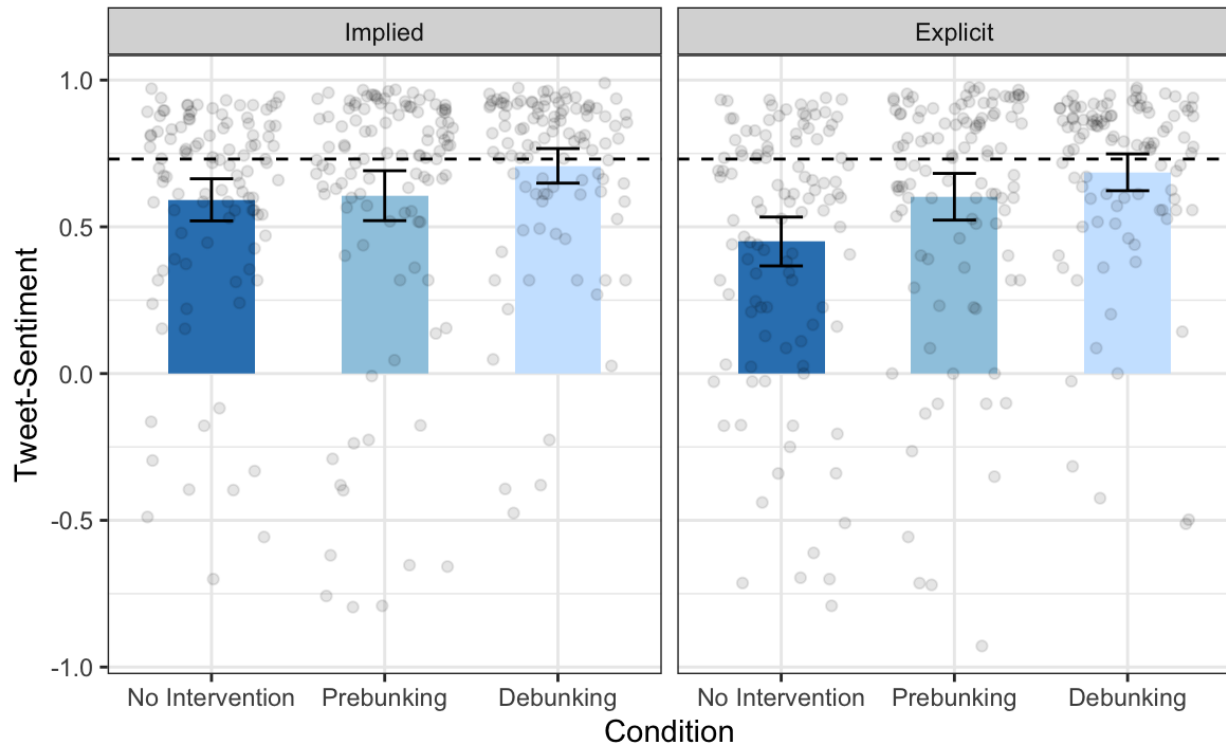 Implied
Explicit
Tweet-Sentiment
1.0
0.5
0.0
-0.5
-1.0
No Intervention Prebunking Debunking
No Intervention Prebunking Debunking
Condition